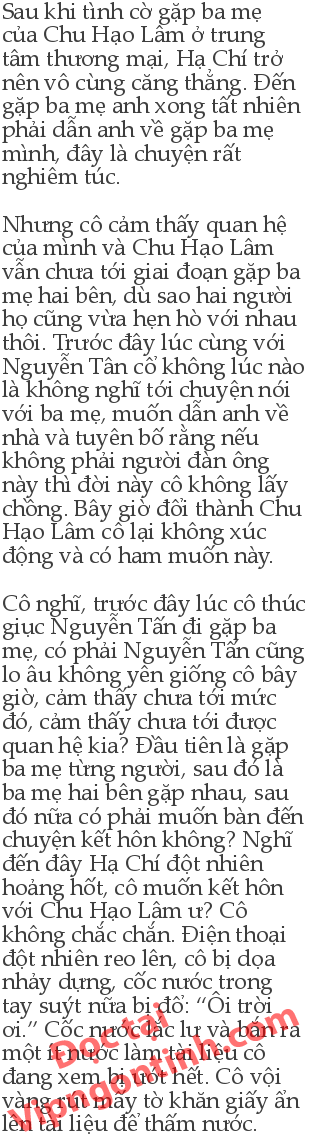 Sau khi tình cờ gặp ba mẹ
của Chu Hạo Lâm ở trung
tâm thương mại, Hạ Chí trở
nên vô cùng căng thẳng. Đến
gặp ba mẹ anh xong tất nhiên
phải dẫn anh về gặp ba mẹ
mình, đây là chuyện rất
nghiêm túc.

Nhưng cô cảm thấy quan hệ
của mình và Chu Hạo Lâm
vẫn chưa tới giai đoạn gặp ba
mẹ hai bên, dù sao hai người
họ cũng vừa hẹn hò với nhau
thôi. Trước đây lúc cùng với
Nguyễn Tân cổ không lúc nào
là không nghĩ tới chuyện nói
với ba mẹ, muốn dẫn anh về
nhà và tuyên bố rằng nếu
không phải người đàn ông
này thì đời này cô không lấy
chồng. Bây giờ đổi thành Chu
Hạo Lâm cô lại không xúc
động và có ham muốn này.

Cô nghĩ, trước đây lúc cô thúc
giục Nguyễn Tấn đi gặp ba
mẹ, có phải Nguyễn Tấn cũng
lo âu không yên giống cô bây
giờ, cảm thấy chưa tới mức
đó, cảm thấy chưa tới được
quan hệ kia? Đầu tiên là gặp
ba mẹ từng người, sau đó là
ba mẹ hai bên gặp nhau, sau
đó nữa có phải muốn bàn đến
chuyện kết hôn không? Nghĩ
đến đây Hạ Chí đột nhiên
hoảng hốt, cô muốn kết hôn
với Chu Hạo Lâm ư? Cô
không chắc chắn. Điện thoại
đột nhiên reo lên, cô bị dọa
nhảy dựng, cốc nước trong
tay suýt nữa bị đổ: “Ôi trời
ơi.” Cốc nước lắc lư và bắn ra
một ít nước làm tài liệu cô
đang xem bị ướt hết. Cô vội
vàng rút mấy tờ khăn giấy ấn
lên tài liệu để thấm nước.
Đọc tại
Vipngontinh.com